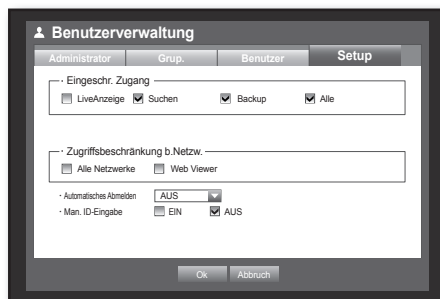 Benutzerverwaltung
Administrator Grup. Benutzer Setup
· Eingeschr. Zugang
LiveAnzeige Suchen Backup Alle
· Zugriffsbeschränkung b.Netzw.
Alle Netzwerke Web Viewer
· Automatisches Abmelden AUS
· Man. ID-Eingabe EIN AUS
Ok Abbruch